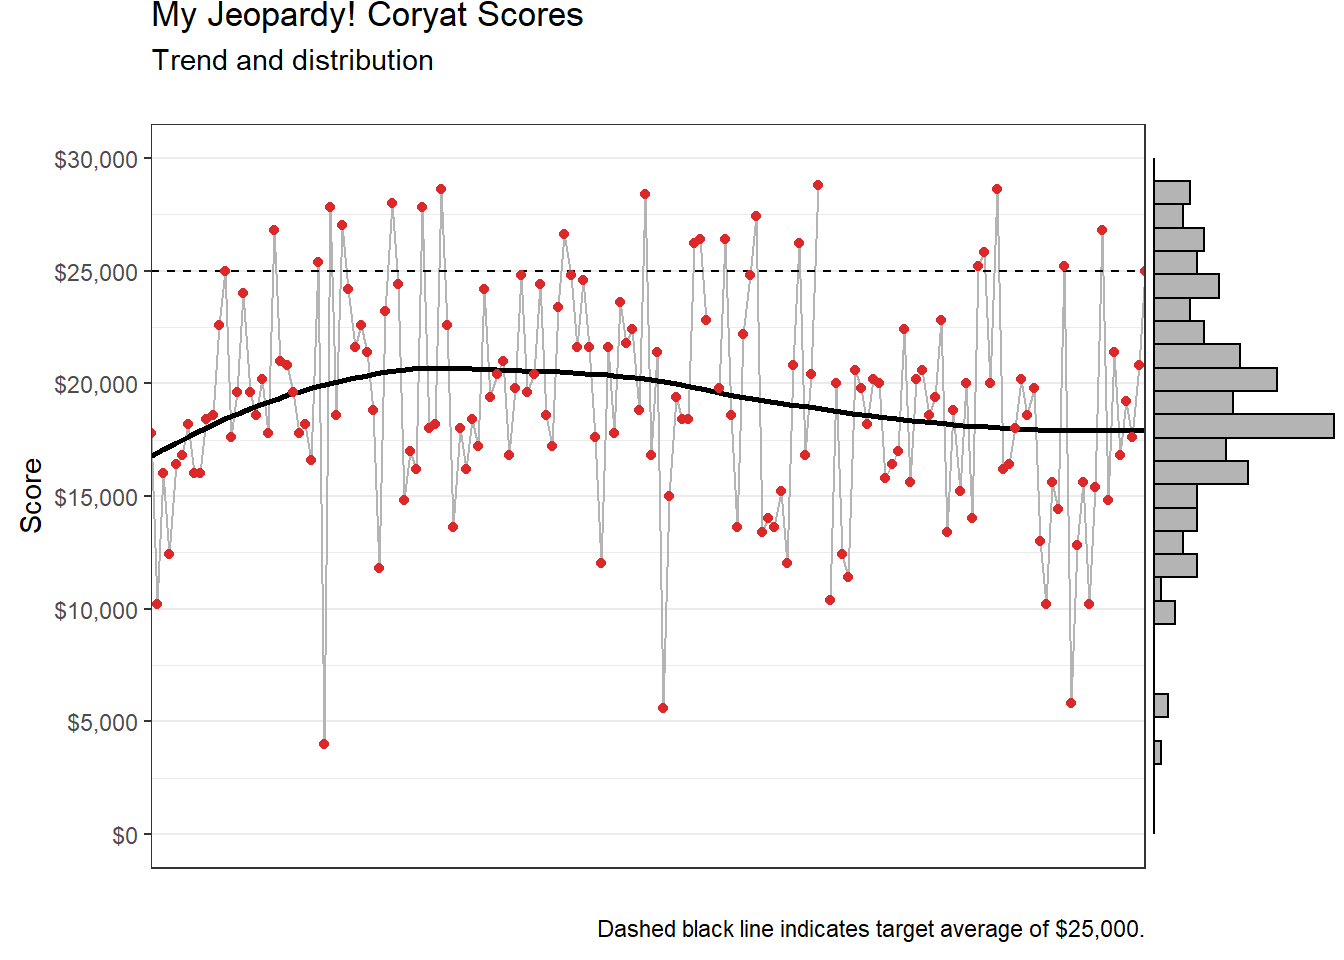 My Jeopardy! Coryat Scores
Trend and distribution
$30,000
$25,000
$20,000
$15,000
$10,000
$5,000
$0
Score
Dashed black line indicates target average of $25,000.